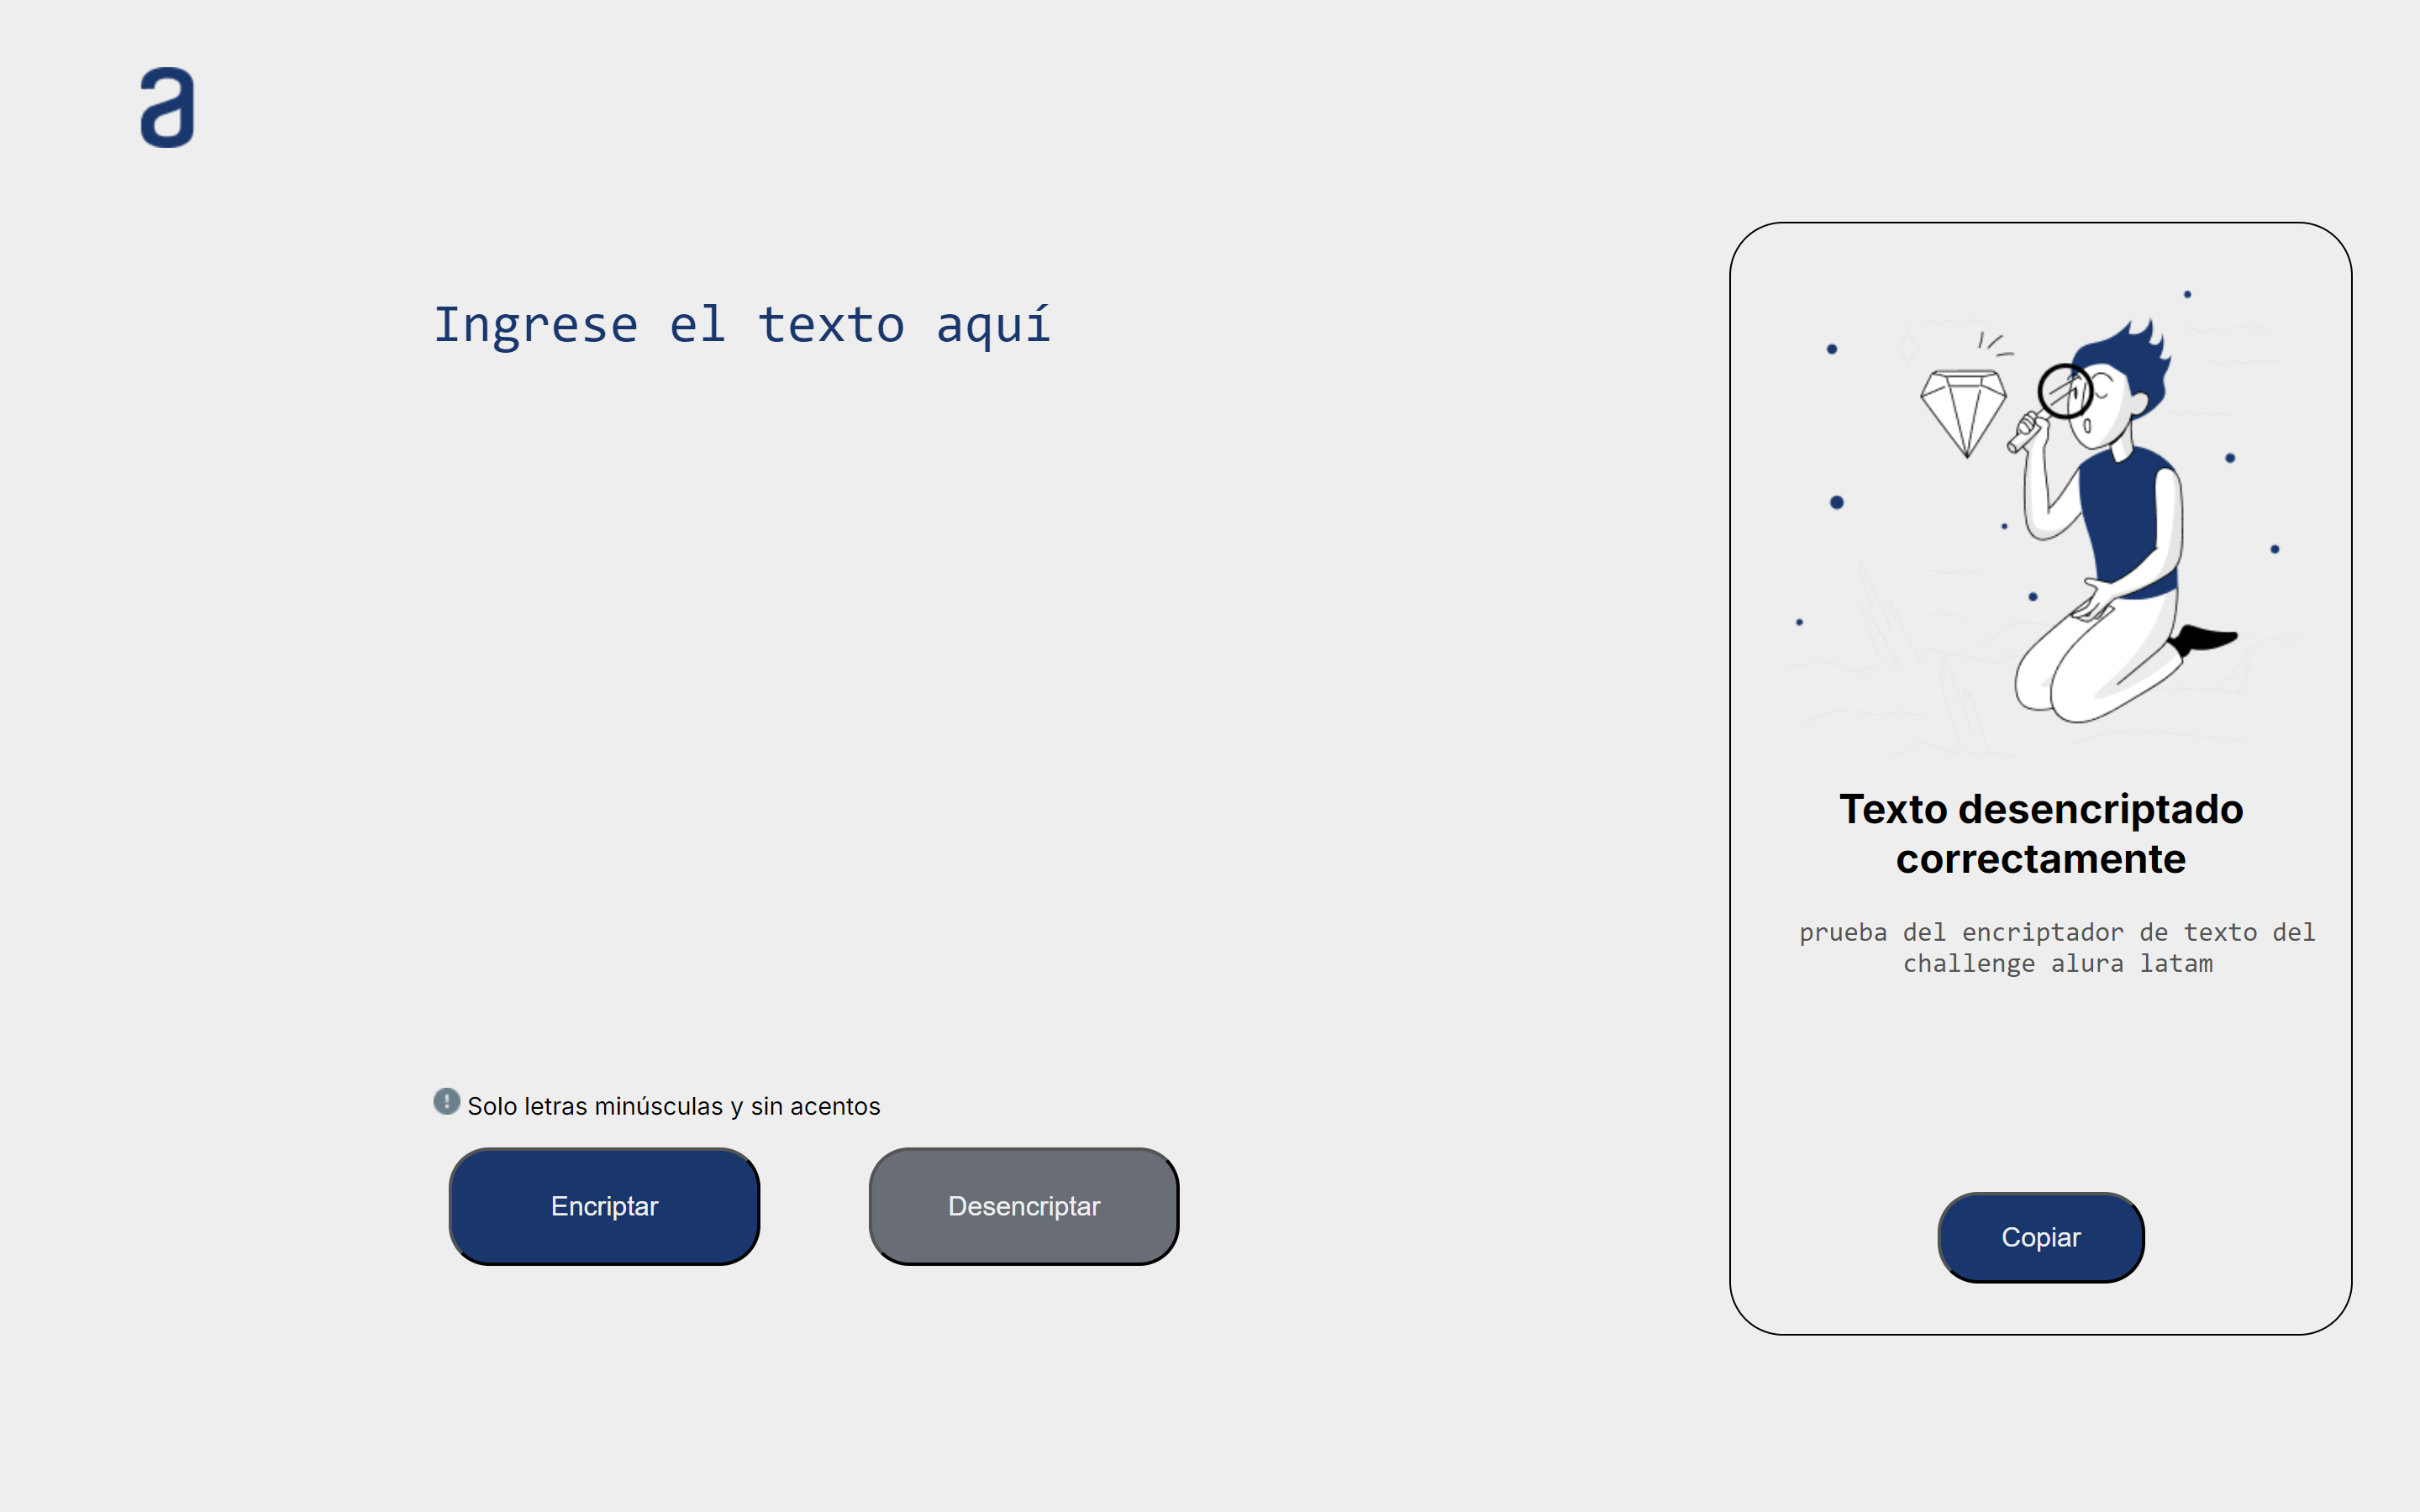 a
Ingrese el texto aquí
Solo letras minúsculas y sin acentos
Encriptar
Desencriptar
Texto desencriptado
correctamente
prueba del encriptador de texto del
challenge alura latam
Copiar